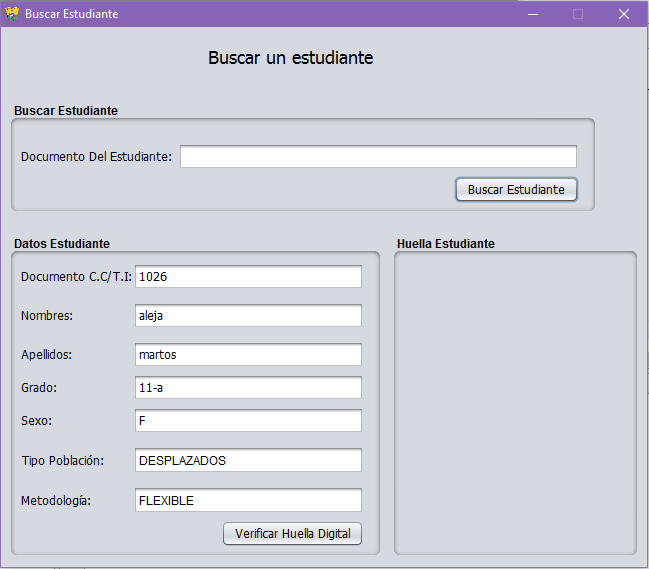 Buscar Estudiante
Buscar un estudiante
Buscar Estudiante
Documento Del Estudiante:
Buscar Estudiante
Datos Estudiante
Documento C.C/T.I: 1026
Nombres: aleja
Apellidos: martos
Grado: 11-a
Sexo: F
Tipo Población: DESPLAZADOS
Metodología: FLEXIBLE
Verificar Huella Digital
Huella Estudiante